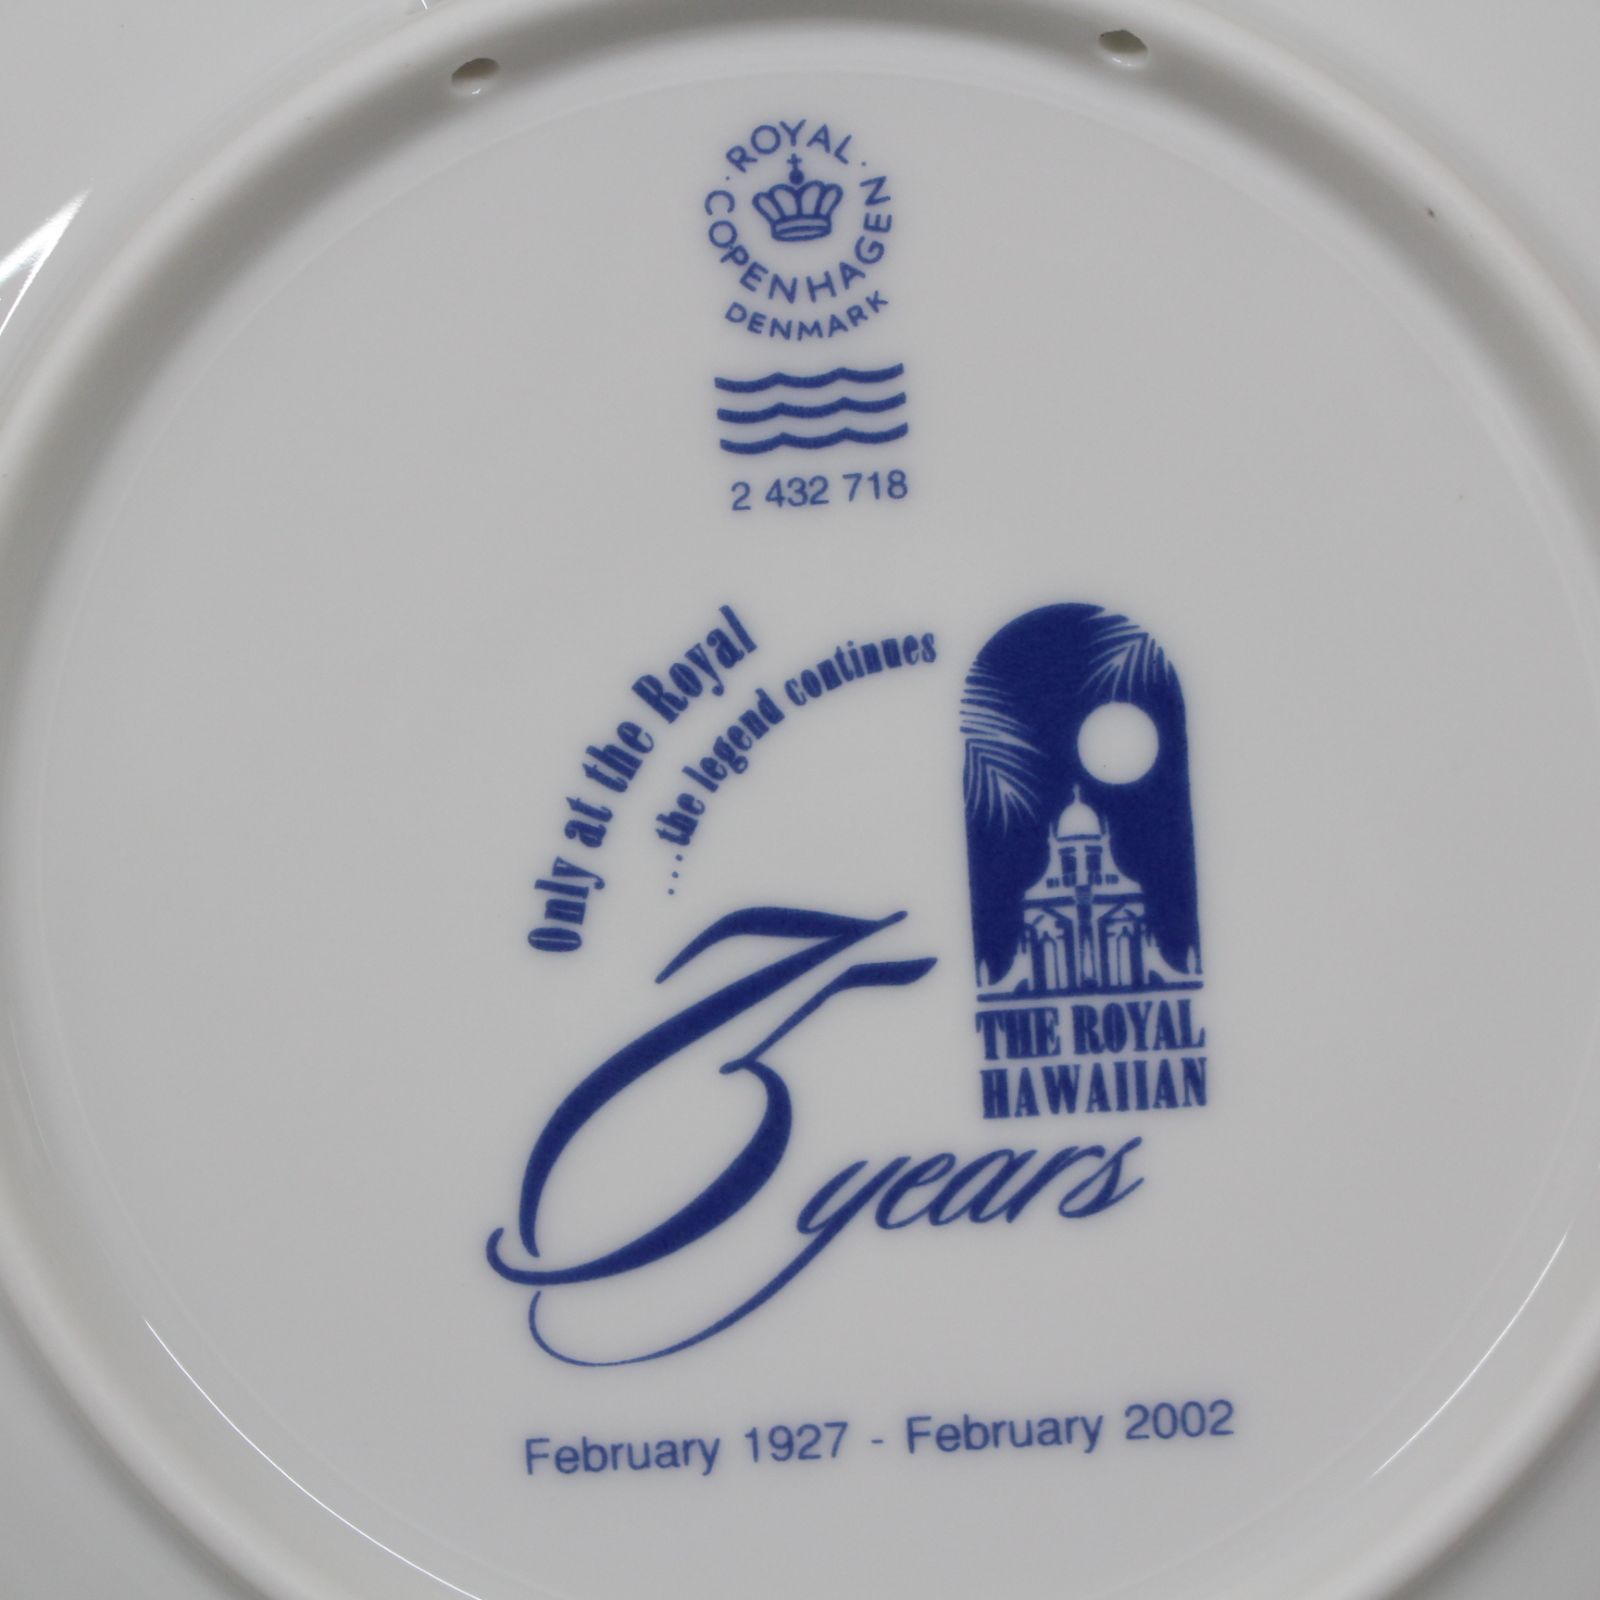 ROYAL
COPENHAGEN
DENMARK
2 432 718
Only at the Royal
...the legend continues
THE ROYAL
HAWAIIAN
75 years
February 1927 - February 2002